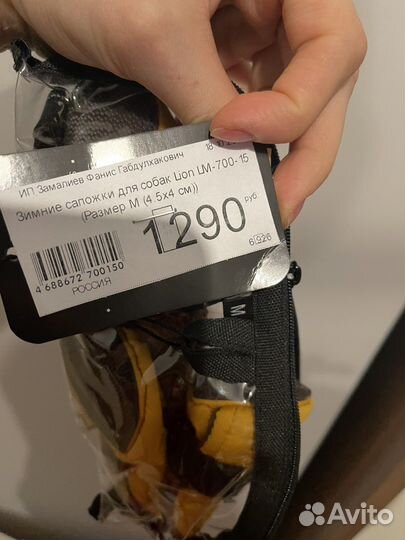 ИП Замалиев Фанис Габдулхакович
Зимние сапожки для собак Lion LM-700-15
(Размер М (4.5х4 см))
1290 руб
4 688672 700150
6.926
РОССИЯ
M
Avito